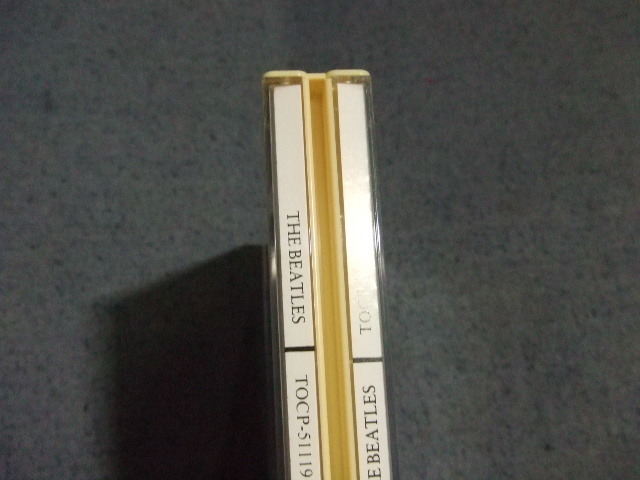 THE BEATLES
TOCP-51119
TOC
E BEATLES